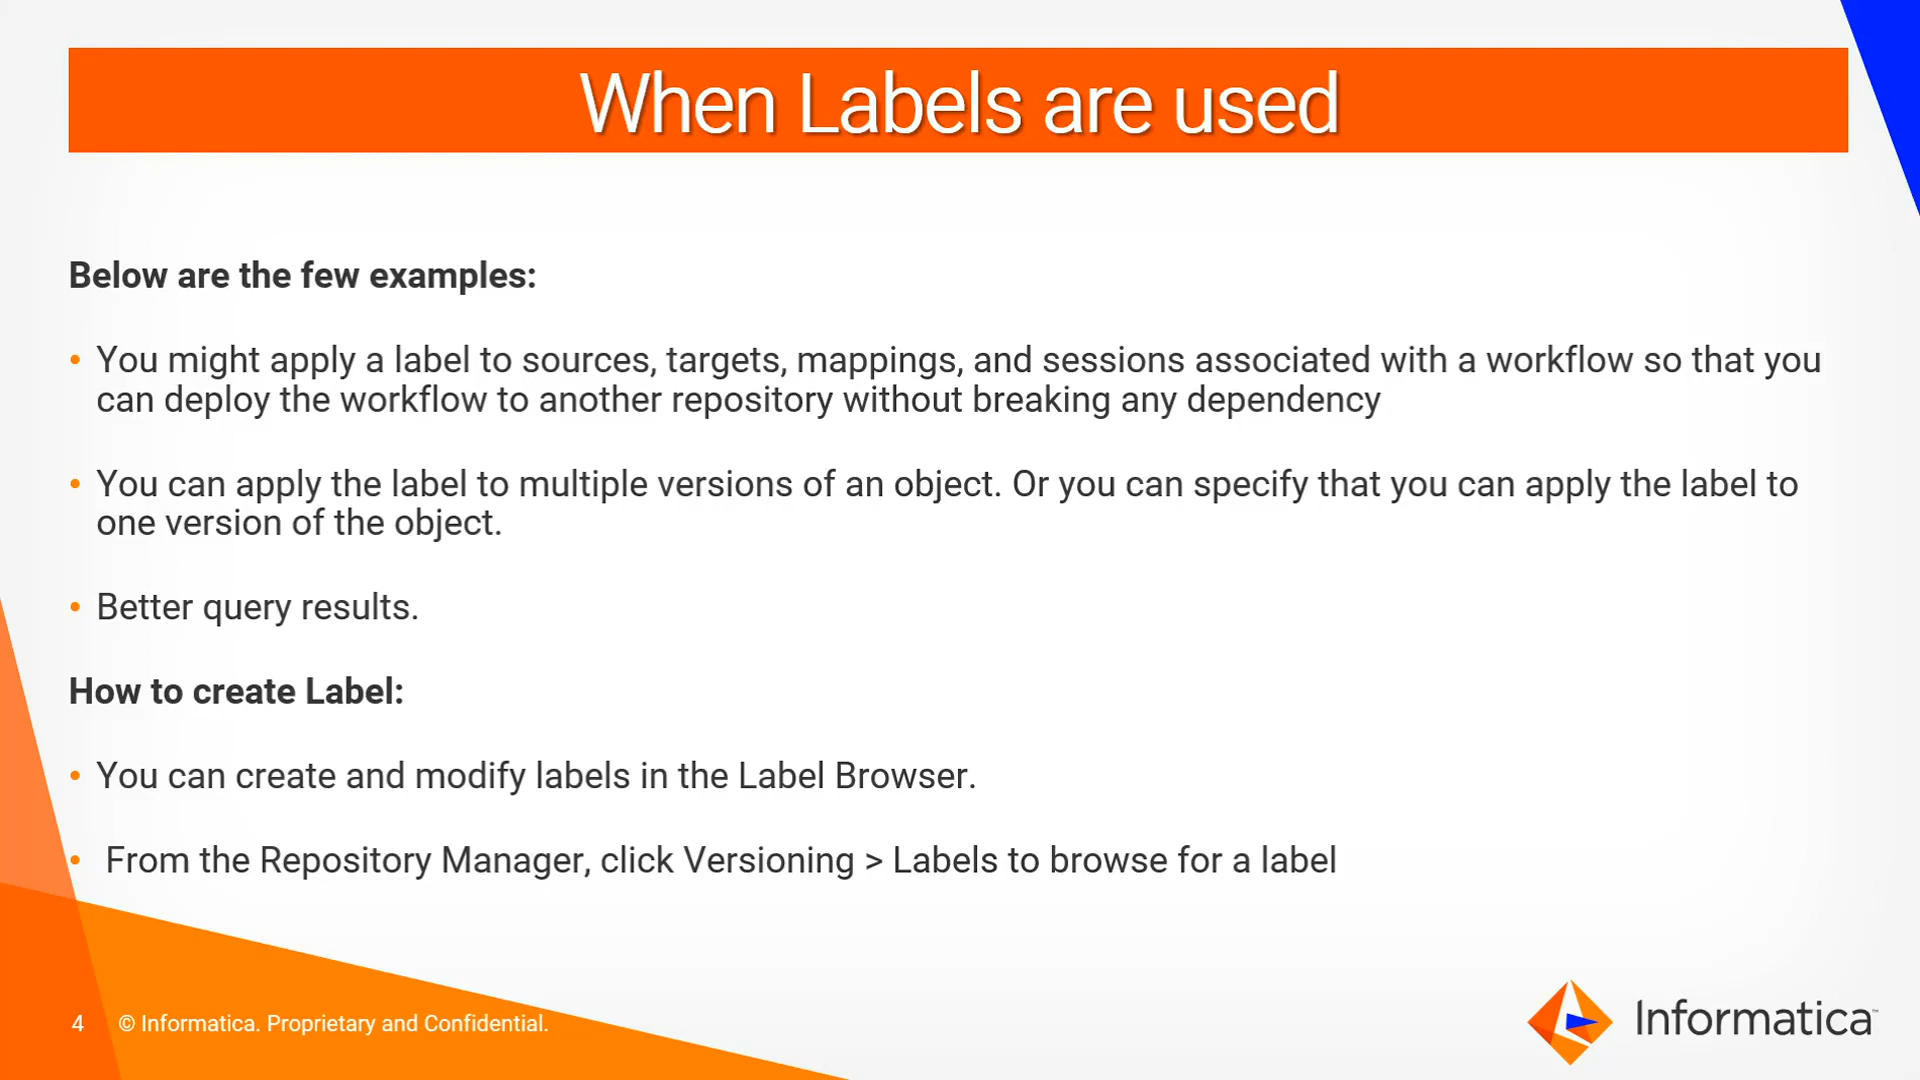 When Labels are used
Below are the few examples:
• You might apply a label to sources, targets, mappings, and sessions associated with a workflow so that you
can deploy the workflow to another repository without breaking any dependency
• You can apply the label to multiple versions of an object. Or you can specify that you can apply the label to
one version of the object.
• Better query results.
How to create Label:
• You can create and modify labels in the Label Browser.
• From the Repository Manager, click Versioning > Labels to browse for a label
4 © Informatica. Proprietary and Confidential.
Informatica™